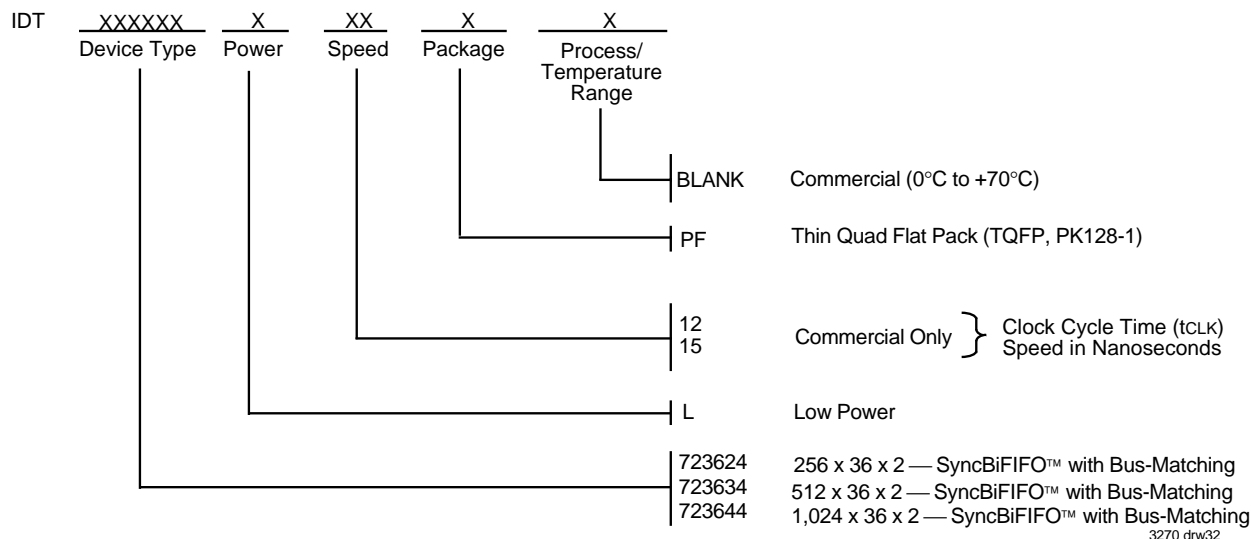 IDT XXXXXX X XX X X
Device Type Power Speed Package Process/
Temperature
Range
BLANK Commercial (0°C to +70°C)
PF Thin Quad Flat Pack (TQFP, PK128-1)
12
15
Commercial Only } Clock Cycle Time (tCLK)
Speed in Nanoseconds
L Low Power
723624 256 x 36 x 2 — SyncBiFIFO™ with Bus-Matching
723634 512 x 36 x 2 — SyncBiFIFO™ with Bus-Matching
723644 1,024 x 36 x 2 — SyncBiFIFO™ with Bus-Matching
3270 drw32